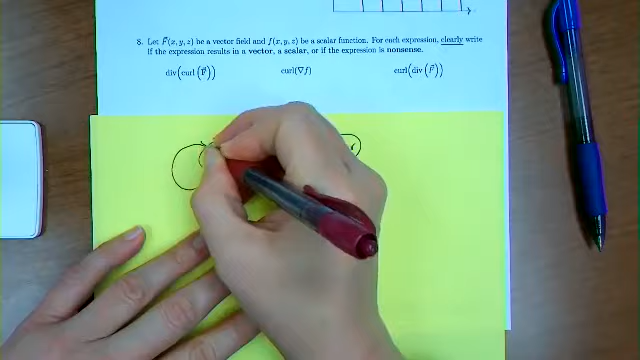 8. Let F⃗(x, y, z) be a vector field and f(x, y, z) be a scalar function. For each expression, clearly write
if the expression results in a vector, a scalar, or if the expression is nonsense.
div(curl (F⃗)) curl(∇f) curl(div (F⃗))